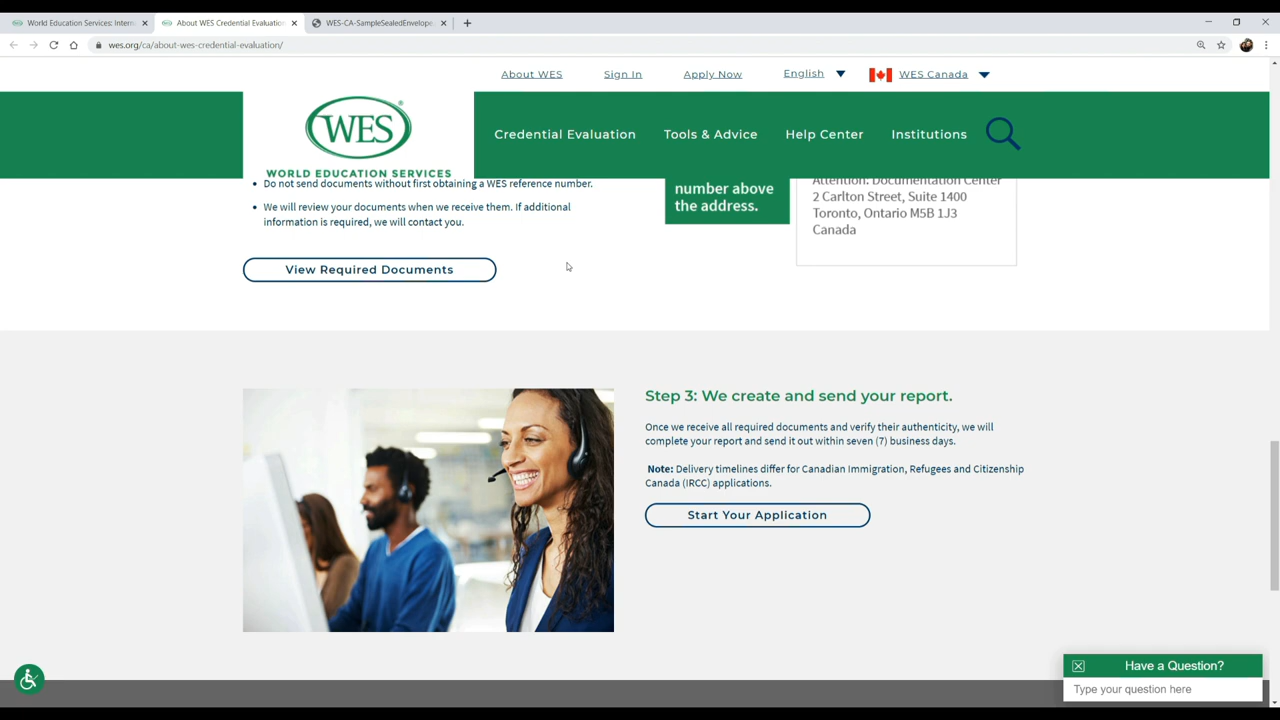 World Education Services: Intern
About WES Credential Evaluation
WES-CA-SampleSealedEnvelope
wes.org/ca/about-wes-credential-evaluation/
About WES
Sign In
Apply Now
English
WES Canada
WES
WORLD EDUCATION SERVICES
Credential Evaluation
Tools & Advice
Help Center
Institutions
• Do not send documents without first obtaining a WES reference number.
• We will review your documents when we receive them. If additional
information is required, we will contact you.
number above
the address.
Attention: Documentation Center
2 Carlton Street, Suite 1400
Toronto, Ontario M5B 1J3
Canada
View Required Documents
Step 3: We create and send your report.
Once we receive all required documents and verify their authenticity, we will
complete your report and send it out within seven (7) business days.
Note: Delivery timelines differ for Canadian Immigration, Refugees and Citizenship
Canada (IRCC) applications.
Start Your Application
Have a Question?
Type your question here